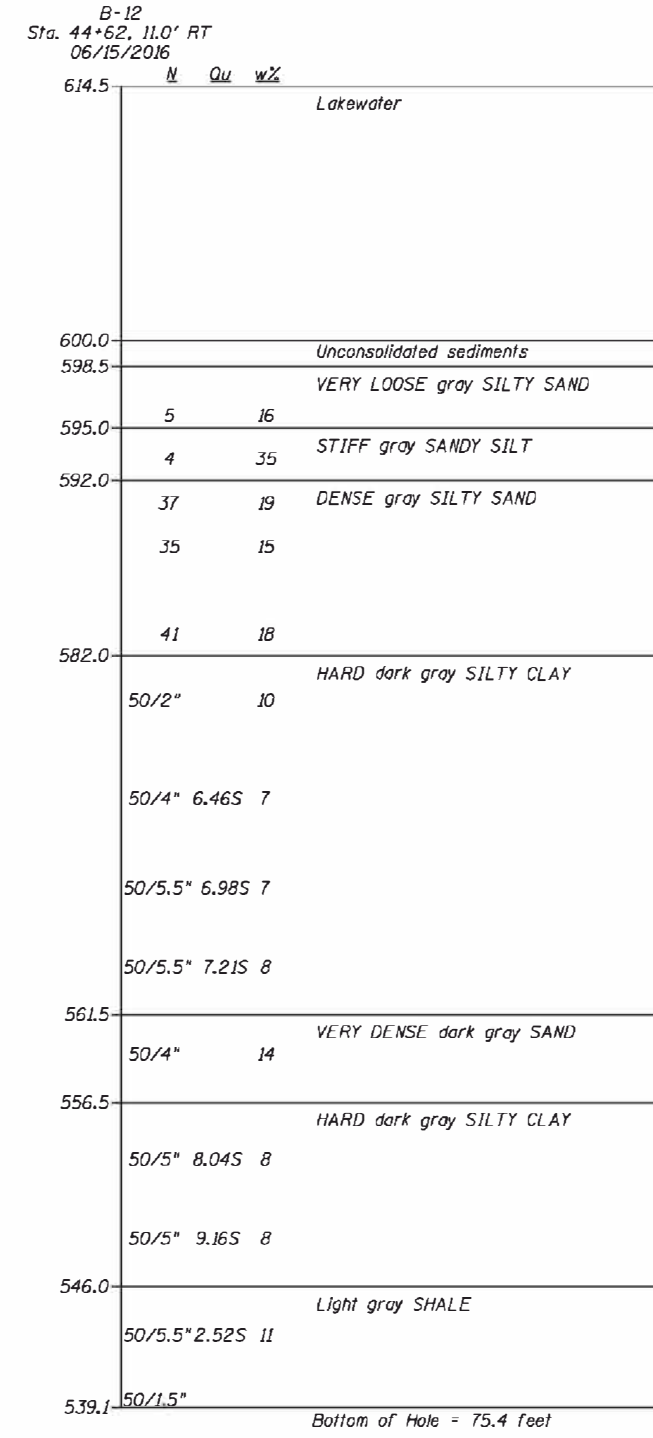 B-12
Sta. 44+62, 11.0' RT
06/15/2016
N Qu w%
614.5
Lakewater
600.0
Unconsolidated sediments
598.5
VERY LOOSE gray SILTY SAND
5 16
595.0
STIFF gray SANDY SILT
4 35
592.0
37 19 DENSE gray SILTY SAND
35 15
41 18
582.0
HARD dark gray SILTY CLAY
50/2" 10
50/4" 6.46S 7
50/5.5" 6.98S 7
50/5.5" 7.21S 8
561.5
VERY DENSE dark gray SAND
50/4" 14
556.5
HARD dark gray SILTY CLAY
50/5" 8.04S 8
50/5" 9.16S 8
546.0
Light gray SHALE
50/5.5" 2.52S 11
50/1.5"
539.1
Bottom of Hole = 75.4 feet